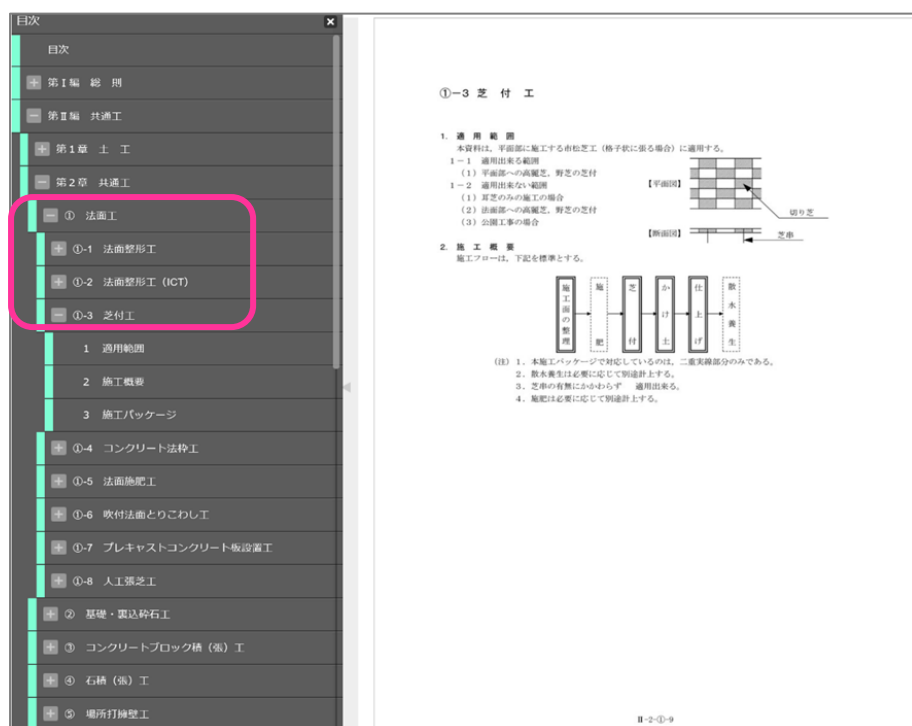 目次
目次
第Ⅰ編 総 則
第Ⅱ編 共通工
第1章 土 工
第2章 共通工
① 法面工
①-1 法面整形工
①-2 法面整形工（ICT）
①-3 芝付工
1 適用範囲
2 施工概要
3 施工パッケージ
①-4 コンクリート法枠工
①-5 法面施肥工
①-6 吹付法面とりこわし工
①-7 プレキャストコンクリート板設置工
①-8 人工張芝工
② 基礎・裏込砕石工
③ コンクリートブロック積（張）工
④ 石積（張）工
⑤ 場所打擁壁工
①-3 芝 付 工
1. 適 用 範 囲
本資料は，平面部に施工する市松芝工（格子状に張る場合）に適用する。
1-1 適用出来る範囲
（1）平面部への高麗芝，野芝の芝付
1-2 適用出来ない範囲
（1）耳芝のみの施工の場合
（2）法面部への高麗芝，野芝の芝付
（3）公園工事の場合
【平面図】
切り芝
【断面図】
芝串
2. 施 工 概 要
施工フローは，下記を標準とする。
施工面の整理
施肥
芝付
かけ土
仕上げ
散水養生
（注）1. 本施工パッケージで対応しているのは，二重実線部分のみである。
2. 散水養生は必要に応じて別途計上する。
3. 芝串の有無にかかわらず 適用出来る。
4. 施肥は必要に応じて別途計上する。
Ⅱ-2-①-9